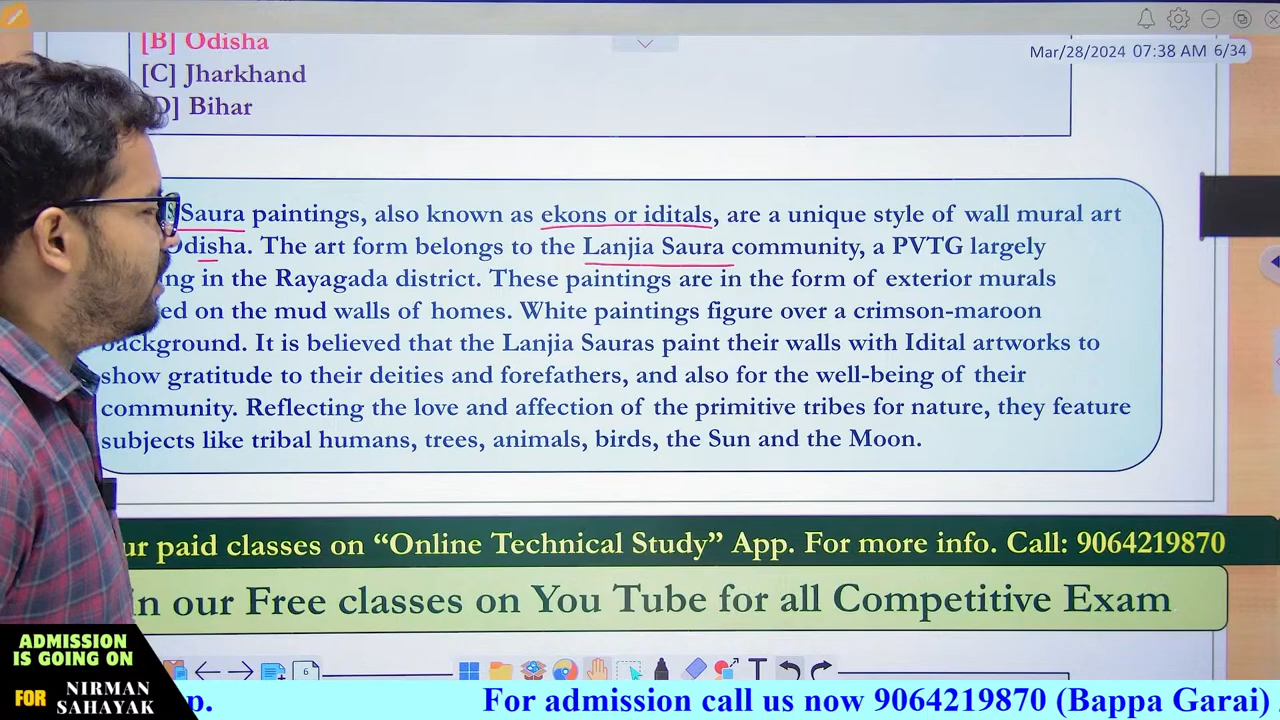 [B] Odisha
Mar/28/2024 07:38 AM 6/34
[C] Jharkhand
D] Bihar
Saura paintings, also known as ekons or iditals, are a unique style of wall mural art
disha. The art form belongs to the Lanjia Saura community, a PVTG largely
ng in the Rayagada district. These paintings are in the form of exterior murals
ed on the mud walls of homes. White paintings figure over a crimson-maroon
background. It is believed that the Lanjia Sauras paint their walls with Idital artworks to
show gratitude to their deities and forefathers, and also for the well-being of their
community. Reflecting the love and affection of the primitive tribes for nature, they feature
subjects like tribal humans, trees, animals, birds, the Sun and the Moon.
ur paid classes on “Online Technical Study” App. For more info. Call: 9064219870
n our Free classes on You Tube for all Competitive Exam
6
T
ADMISSION
IS GOING ON
FOR NIRMAN
SAHAYAK
p. For admission call us now 9064219870 (Bappa Garai)